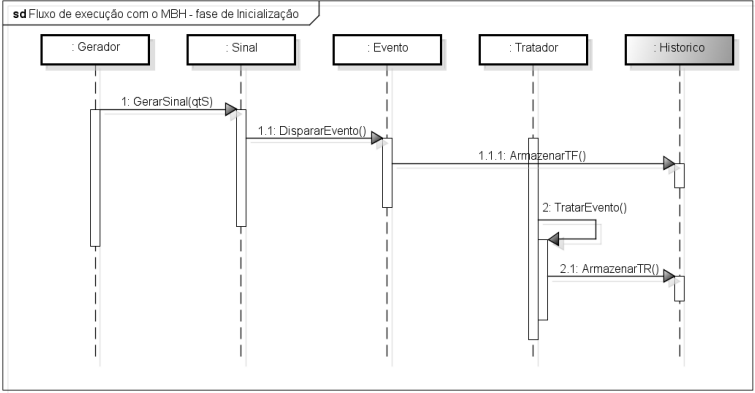 sd Fluxo de execução com o MBH - fase de Inicialização
: Gerador
: Sinal
: Evento
: Tratador
: Historico
1: GerarSinal(qtS)
1.1: DispararEvento()
1.1.1: ArmazenarTF()
2: TratarEvento()
2.1: ArmazenarTR()